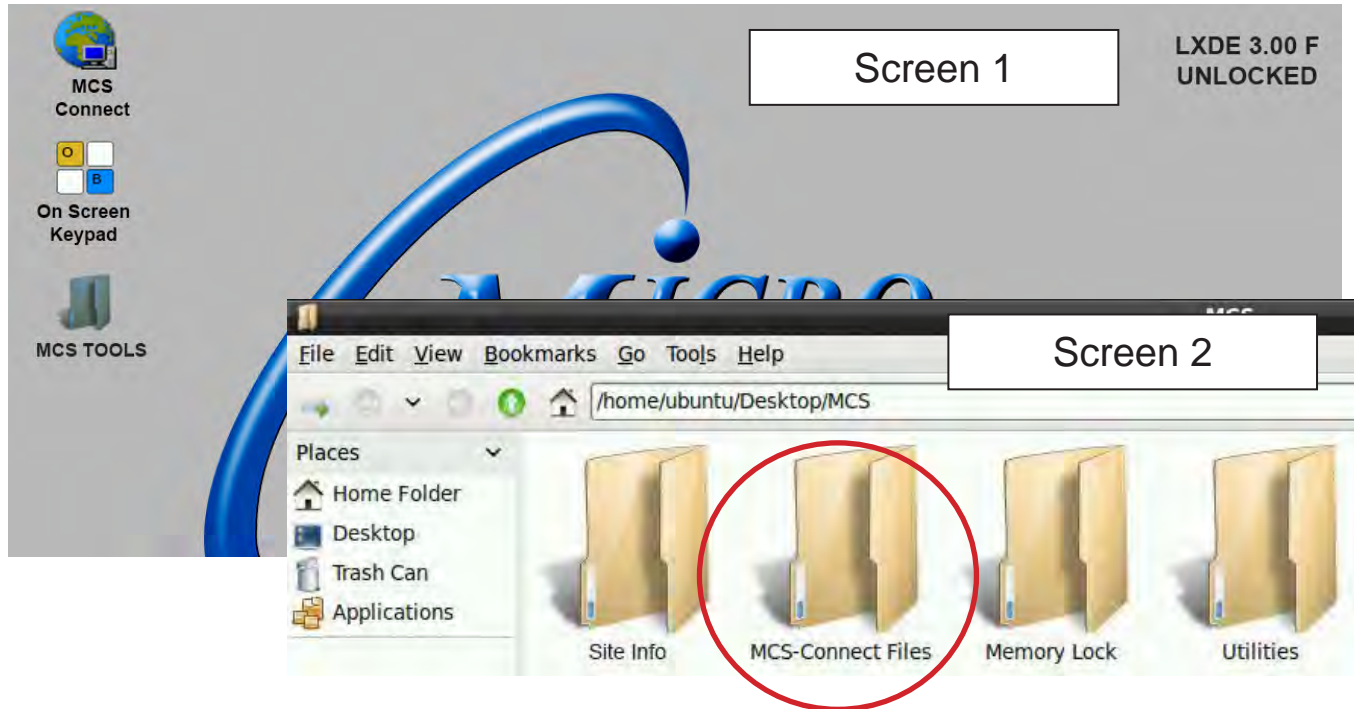 MCS
Connect
O
B
On Screen
Keypad
MCS TOOLS
Screen 1
LXDE 3.00 F
UNLOCKED
MICRO
MCS
Screen 2
File Edit View Bookmarks Go Tools Help
/home/ubuntu/Desktop/MCS
Places
Home Folder
Desktop
Trash Can
Applications
Site Info
MCS-Connect Files
Memory Lock
Utilities